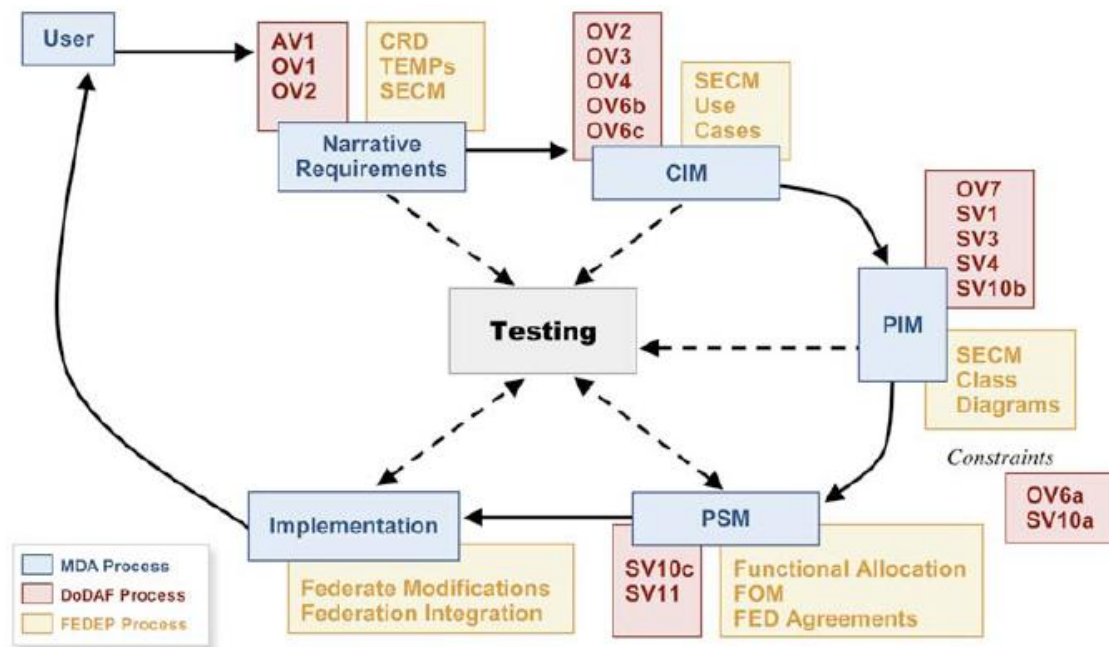 User
AV1
OV1
OV2
CRD
TEMPs
SECM
Narrative
Requirements
OV2
OV3
OV4
OV6b
OV6c
SECM
Use
Cases
CIM
OV7
SV1
SV3
SV4
SV10b
PIM
SECM
Class
Diagrams
Testing
Constraints
OV6a
SV10a
Implementation
Federate Modifications
Federation Integration
PSM
SV10c
SV11
Functional Allocation
FOM
FED Agreements
MDA Process
DoDAF Process
FEDEP Process